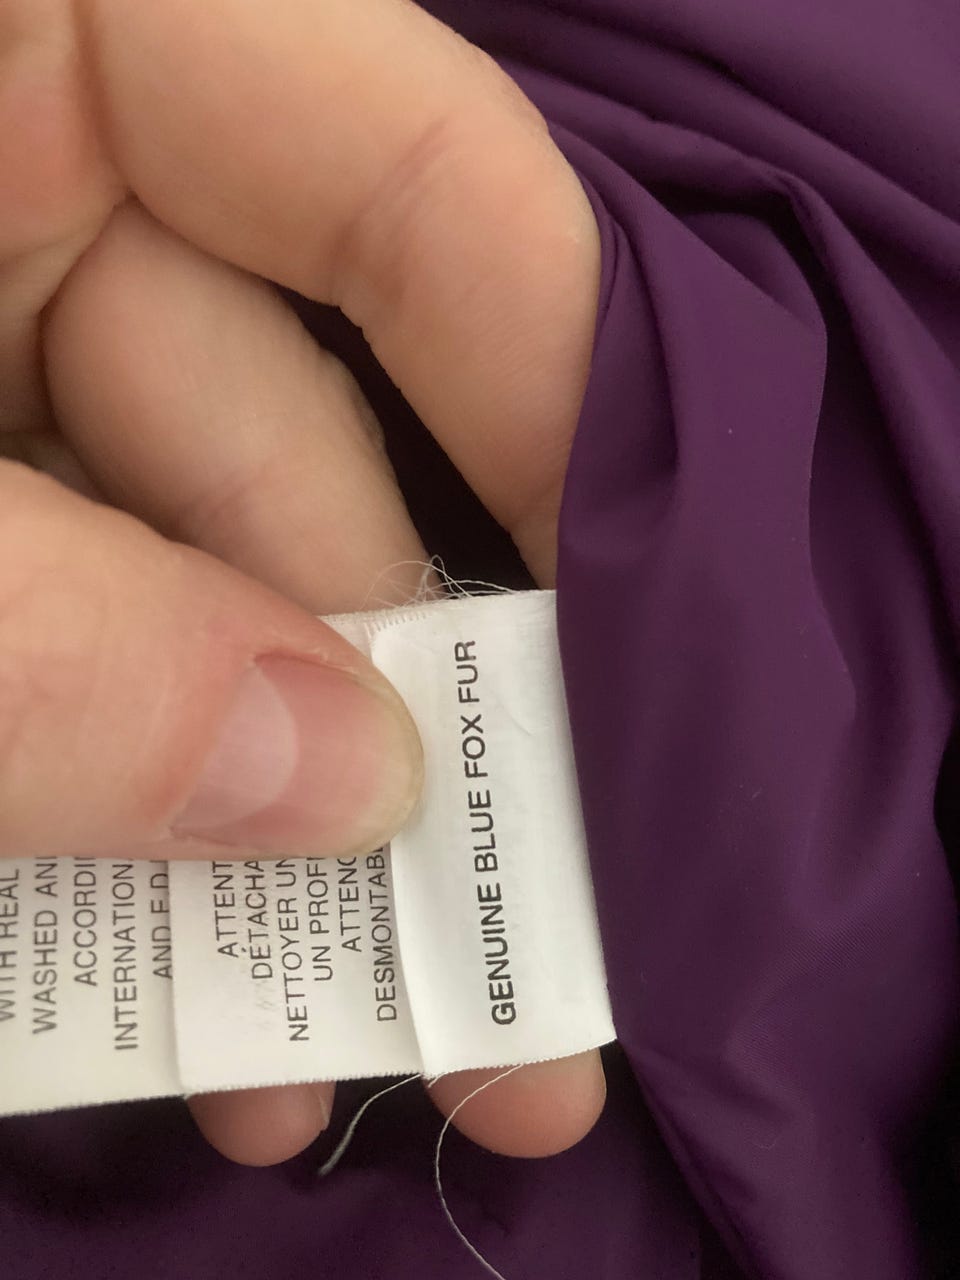 WITH REAL
WASHED AN
ACCORDI
INTERNATION
AND F.D.
ATTENT
DÉTACHA
NETTOYER UN
UN PROF
ATTENC
DESMONTAB
GENUINE BLUE FOX FUR